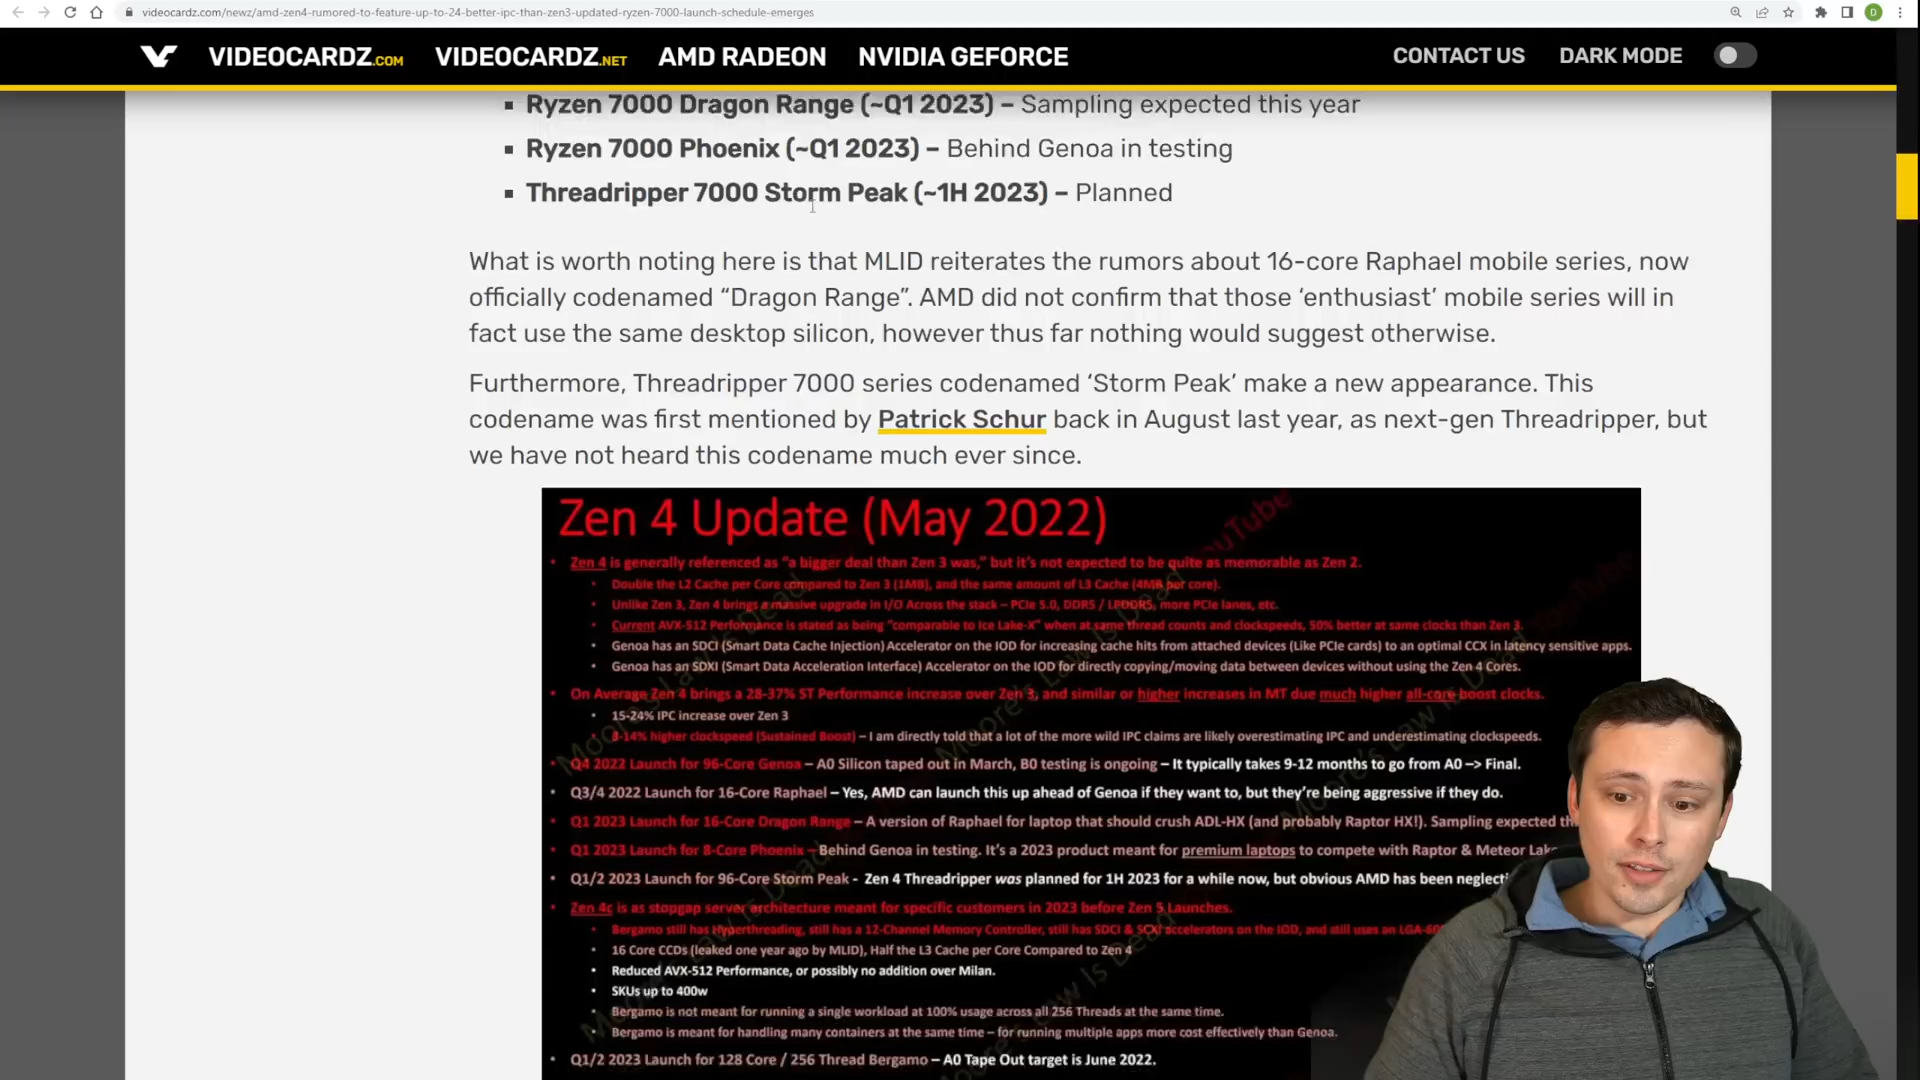 videocardz.com/newz/amd-zen4-rumored-to-feature-up-to-24-better-ipc-than-zen3-updated-ryzen-7000-launch-schedule-emerges
D
VIDEOCARDZ.COM VIDEOCARDZ.NET AMD RADEON NVIDIA GEFORCE CONTACT US DARK MODE
▪ Ryzen 7000 Dragon Range (~Q1 2023) – Sampling expected this year
▪ Ryzen 7000 Phoenix (~Q1 2023) – Behind Genoa in testing
▪ Threadripper 7000 Storm Peak (~1H 2023) – Planned
What is worth noting here is that MLID reiterates the rumors about 16-core Raphael mobile series, now
officially codenamed “Dragon Range”. AMD did not confirm that those ‘enthusiast’ mobile series will in
fact use the same desktop silicon, however thus far nothing would suggest otherwise.
Furthermore, Threadripper 7000 series codenamed ‘Storm Peak’ make a new appearance. This
codename was first mentioned by Patrick Schur back in August last year, as next-gen Threadripper, but
we have not heard this codename much ever since.
Zen 4 Update (May 2022)
• Zen 4 is generally referenced as “a bigger deal than Zen 3 was,” but it’s not expected to be quite as memorable as Zen 2.
• Double the L2 Cache per Core compared to Zen 3 (1MB), and the same amount of L3 Cache (4MB per core).
• Unlike Zen 3, Zen 4 brings a massive upgrade in I/O Across the stack – PCIe 5.0, DDR5 / LPDDR5, more PCIe lanes, etc.
• Current AVX-512 Performance is stated as being “comparable to Ice Lake-X” when at same thread counts and clockspeeds, 50% better at same clocks than Zen 3.
• Genoa has an SDCI (Smart Data Cache Injection) Accelerator on the IOD for increasing cache hits from attached devices (Like PCIe cards) to an optimal CCX in latency sensitive apps.
• Genoa has an SDXI (Smart Data Acceleration Interface) Accelerator on the IOD for directly copying/moving data between devices without using the Zen 4 Cores.
• On Average Zen 4 brings a 28-37% ST Performance increase over Zen 3, and similar or higher increases in MT due much higher all-core boost clocks.
• 15-24% IPC increase over Zen 3
• 8-14% higher clockspeed (Sustained Boost) – I am directly told that a lot of the more wild IPC claims are likely overestimating IPC and underestimating clockspeeds.
• Q4 2022 Launch for 96-Core Genoa – A0 Silicon taped out in March, B0 testing is ongoing – It typically takes 9-12 months to go from A0 –> Final.
• Q3/4 2022 Launch for 16-Core Raphael – Yes, AMD can launch this up ahead of Genoa if they want to, but they’re being aggressive if they do.
• Q1 2023 Launch for 16-Core Dragon Range – A version of Raphael for laptop that should crush ADL-HX (and probably Raptor HX!). Sampling expected th
• Q1 2023 Launch for 8-Core Phoenix – Behind Genoa in testing. It’s a 2023 product meant for premium laptops to compete with Raptor & Meteor Lak
• Q1/2 2023 Launch for 96-Core Storm Peak - Zen 4 Threadripper was planned for 1H 2023 for a while now, but obvious AMD has been neglecti
• Zen 4c is as stopgap server architecture meant for specific customers in 2023 before Zen 5 Launches.
• Bergamo still has Hyperthreading, still has a 12-Channel Memory Controller, still has SDCI & SDXI accelerators on the IOD, and still uses an LGA-60
• 16 Core CCDs (leaked one year ago by MLID), Half the L3 Cache per Core Compared to Zen 4
• Reduced AVX-512 Performance, or possibly no addition over Milan.
• SKUs up to 400w
• Bergamo is not meant for running a single workload at 100% usage across all 256 Threads at the same time.
• Bergamo is meant for handling many containers at the same time – for running multiple apps more cost effectively than Genoa.
• Q1/2 2023 Launch for 128 Core / 256 Thread Bergamo – A0 Tape Out target is June 2022.
Moore's Law Is Dead
YouTube